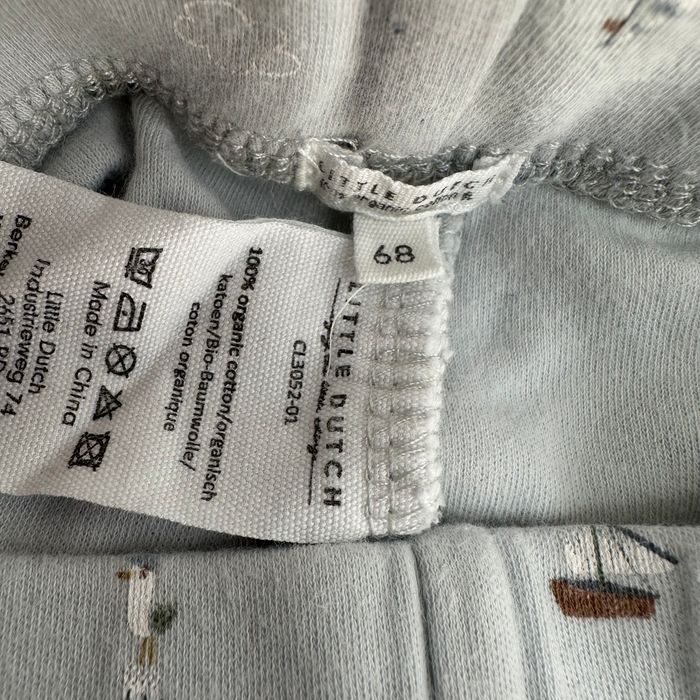 LITTLE DUTCH
68
LITTLE DUTCH
CL3052-01
100% organic cotton/
katoen/Bio-Baumwolle/
coton organique
Made in China
Little Dutch
Industrieweg 74